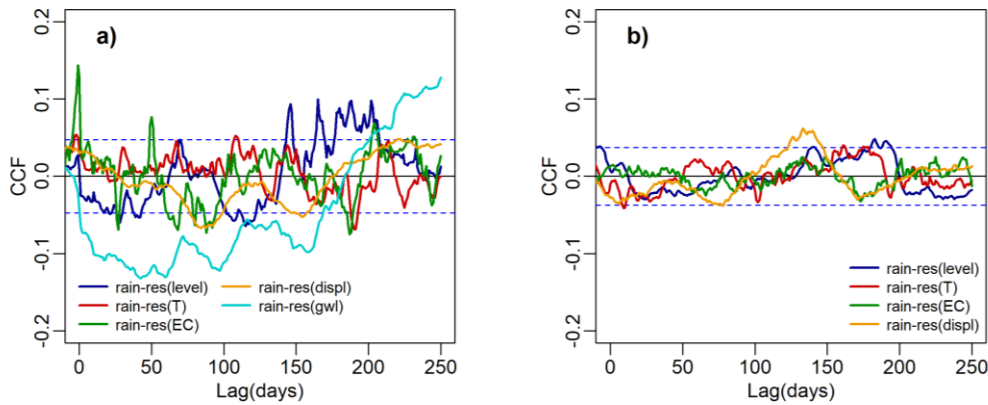 a)
CCF
0.2
0.1
0.0
-0.1
-0.2
rain-res(level)
rain-res(T)
rain-res(EC)
rain-res(displ)
rain-res(gwl)
0 50 100 150 200 250
Lag(days)
b)
CCF
0.2
0.1
0.0
-0.1
-0.2
rain-res(level)
rain-res(T)
rain-res(EC)
rain-res(displ)
0 50 100 150 200 250
Lag(days)